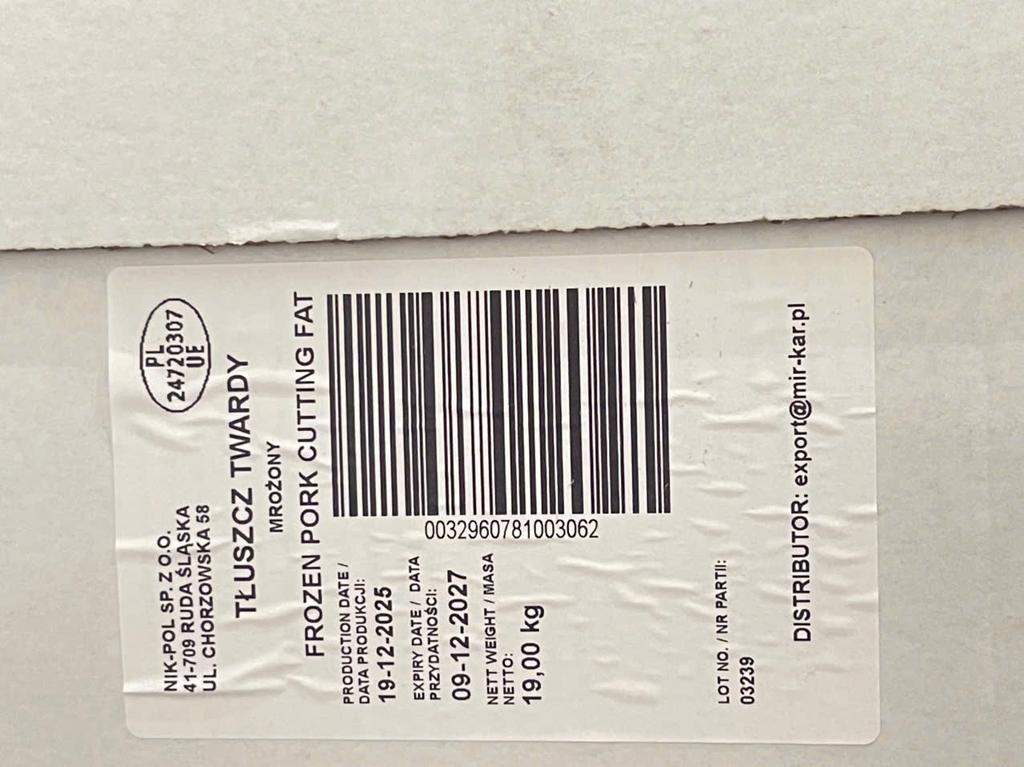 NIK-POL SP. Z O.O.
41-709 RUDA ŚLĄSKA
UL. CHORZOWSKA 58
PL
24720307
UE
TŁUSZCZ TWARDY
MROŻONY
FROZEN PORK CUTTING FAT
PRODUCTION DATE /
DATA PRODUKCJI:
19-12-2025
EXPIRY DATE / DATA
PRZYDATNOŚCI:
09-12-2027
NETT WEIGHT / MASA
NETTO:
19,00 kg
0032960781003062
LOT NO. / NR PARTII:
03239
DISTRIBUTOR: export@mir-kar.pl